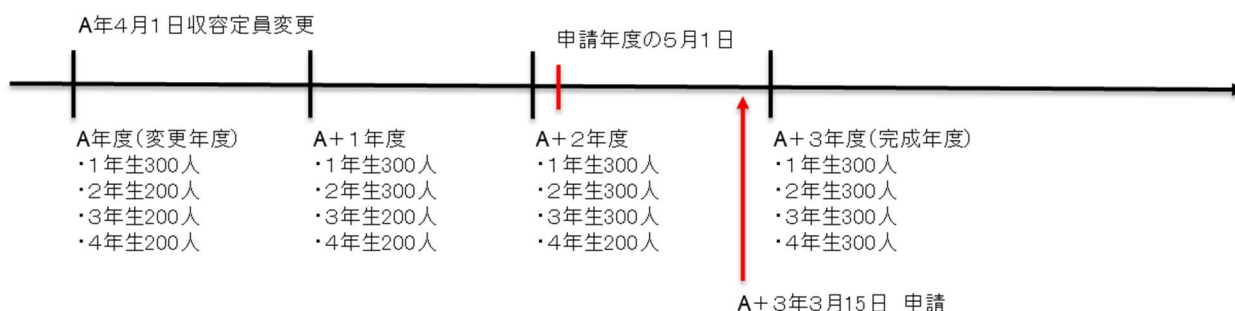 A年４月１日収容定員変更
申請年度の５月１日
A年度(変更年度)
・１年生300人
・２年生200人
・３年生200人
・４年生200人
A＋１年度
・１年生300人
・２年生300人
・３年生200人
・４年生200人
A＋２年度
・１年生300人
・２年生300人
・３年生300人
・４年生200人
A＋３年度(完成年度)
・１年生300人
・２年生300人
・３年生300人
・４年生300人
A＋３年３月15日　申請